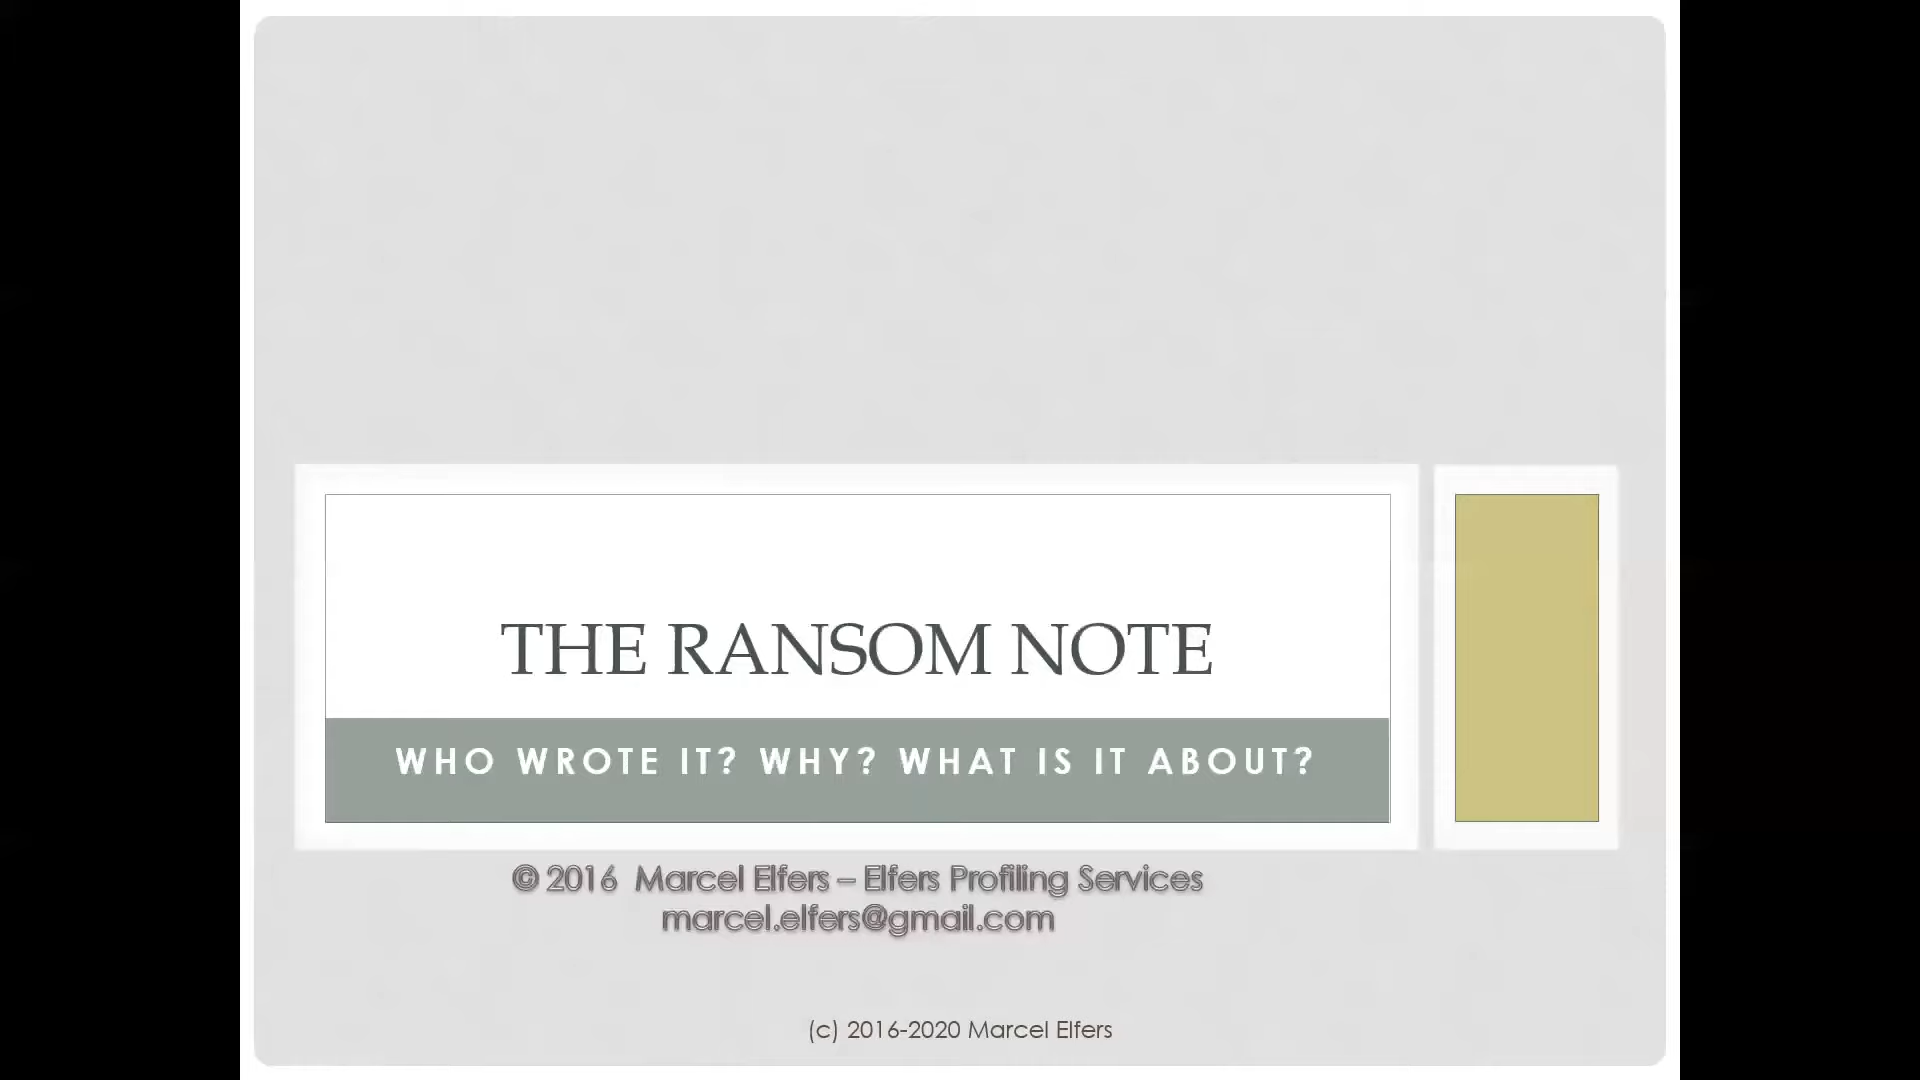 THE RANSOM NOTE
WHO WROTE IT? WHY? WHAT IS IT ABOUT?
© 2016 Marcel Elfers – Elfers Profiling Services
marcel.elfers@gmail.com
(c) 2016-2020 Marcel Elfers